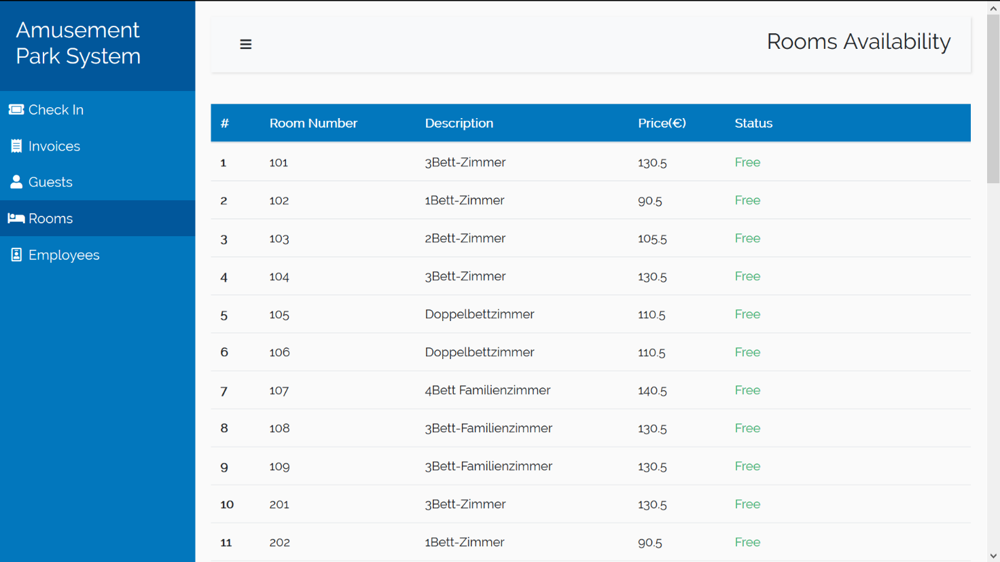 Amusement
Park System
Check In
Invoices
Guests
Rooms
Employees
Rooms Availability
# Room Number Description Price(€) Status
1 101 3Bett-Zimmer 130.5 Free
2 102 1Bett-Zimmer 90.5 Free
3 103 2Bett-Zimmer 105.5 Free
4 104 3Bett-Zimmer 130.5 Free
5 105 Doppelbettzimmer 110.5 Free
6 106 Doppelbettzimmer 110.5 Free
7 107 4Bett Familienzimmer 140.5 Free
8 108 3Bett-Familienzimmer 130.5 Free
9 109 3Bett-Familienzimmer 130.5 Free
10 201 3Bett-Zimmer 130.5 Free
11 202 1Bett-Zimmer 90.5 Free